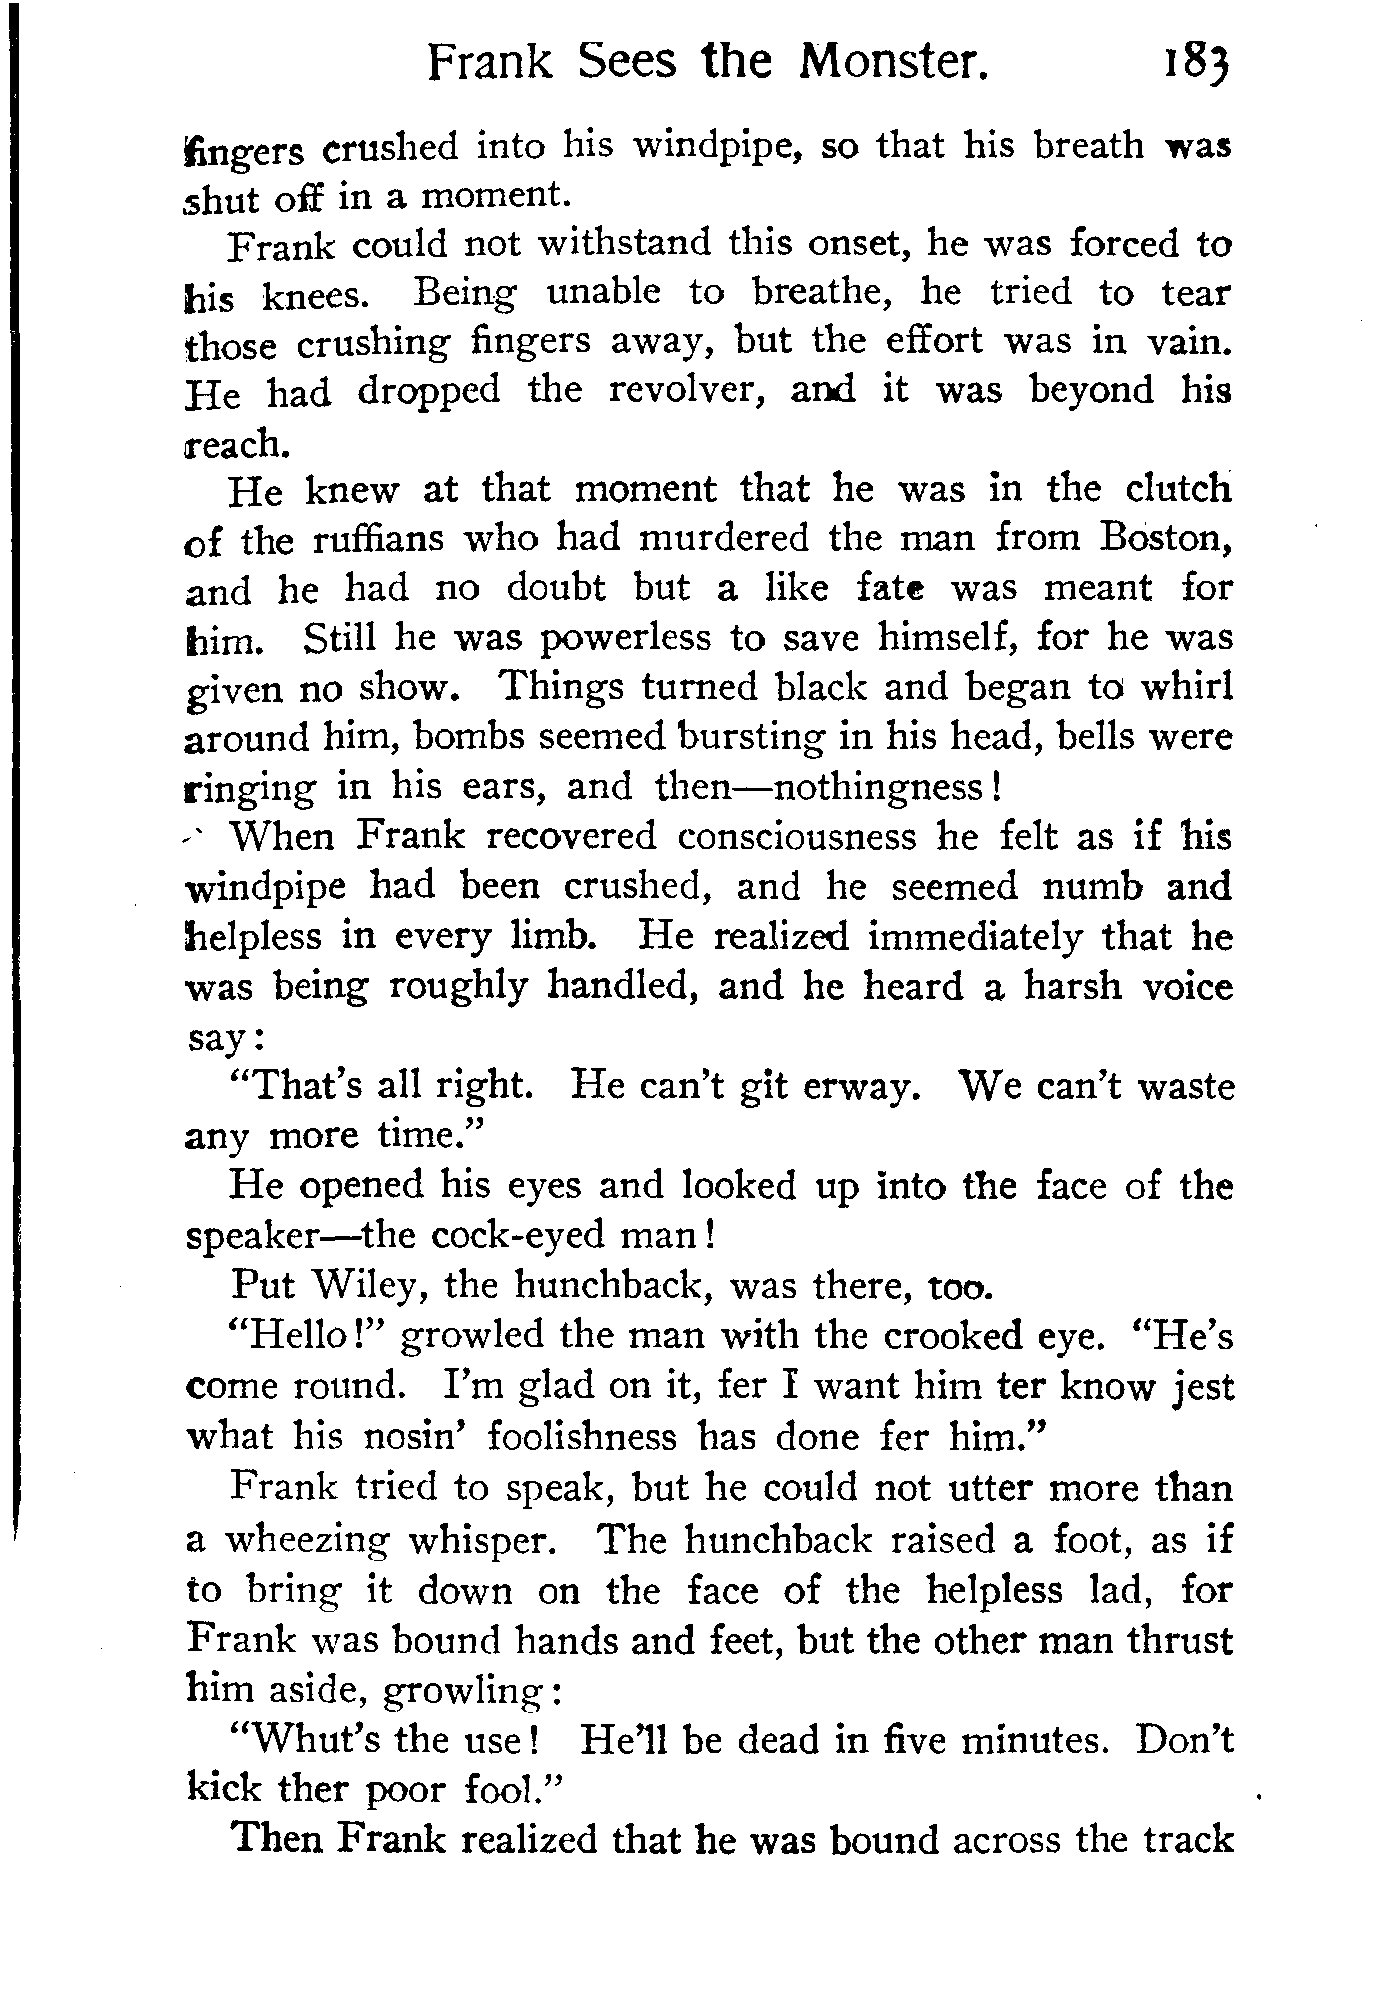 Frank Sees the Monster. 183
fingers crushed into his windpipe, so that his breath was
shut off in a moment.
Frank could not withstand this onset, he was forced to
his knees. Being unable to breathe, he tried to tear
those crushing fingers away, but the effort was in vain.
He had dropped the revolver, and it was beyond his
reach.
He knew at that moment that he was in the clutch
of the ruffians who had murdered the man from Boston,
and he had no doubt but a like fate was meant for
him. Still he was powerless to save himself, for he was
given no show. Things turned black and began to whirl
around him, bombs seemed bursting in his head, bells were
ringing in his ears, and then—nothingness!
When Frank recovered consciousness he felt as if his
windpipe had been crushed, and he seemed numb and
helpless in every limb. He realized immediately that he
was being roughly handled, and he heard a harsh voice
say:
“That’s all right. He can’t git erway. We can’t waste
any more time.”
He opened his eyes and looked up into the face of the
speaker—the cock-eyed man!
Put Wiley, the hunchback, was there, too.
“Hello!” growled the man with the crooked eye. “He’s
come round. I’m glad on it, fer I want him ter know jest
what his nosin’ foolishness has done fer him.”
Frank tried to speak, but he could not utter more than
a wheezing whisper. The hunchback raised a foot, as if
to bring it down on the face of the helpless lad, for
Frank was bound hands and feet, but the other man thrust
him aside, growling:
“Whut’s the use! He’ll be dead in five minutes. Don’t
kick ther poor fool.”
Then Frank realized that he was bound across the track